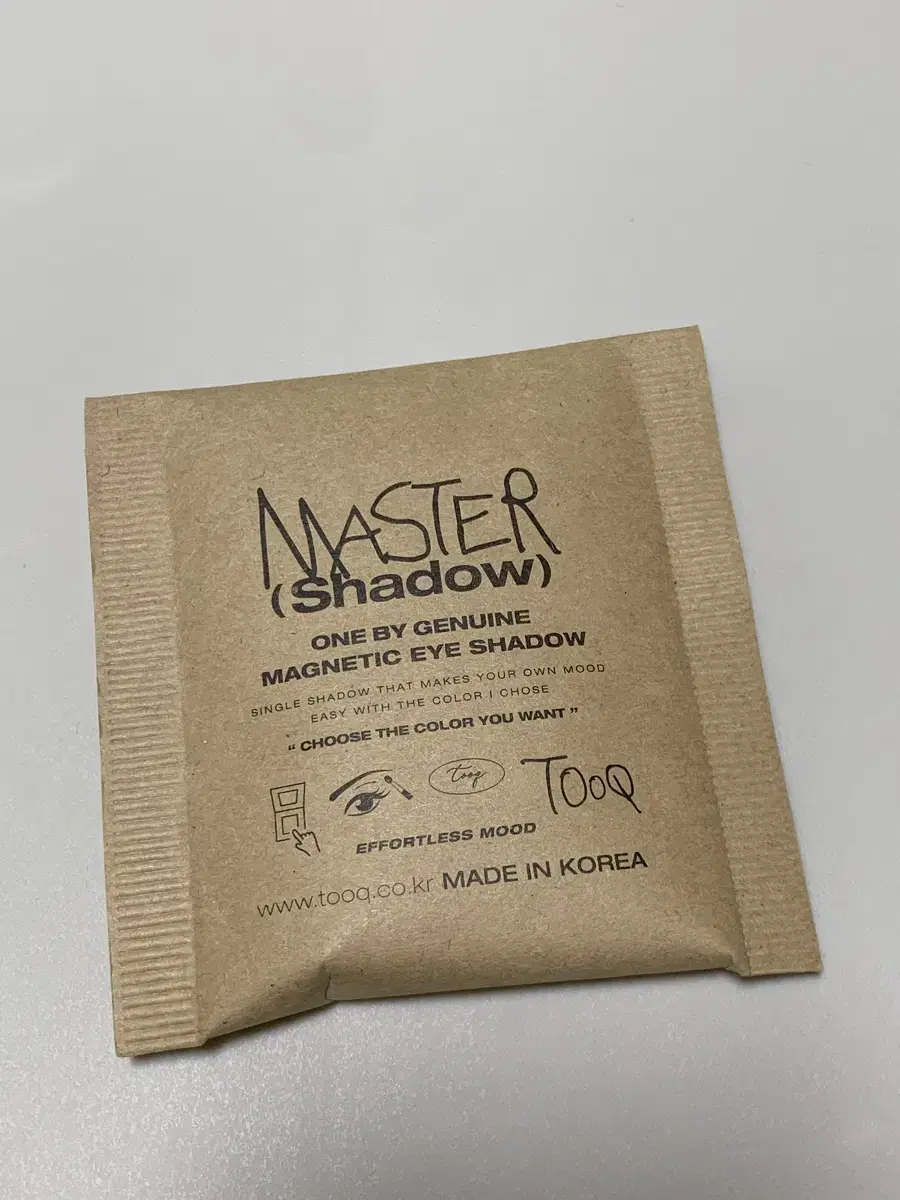 MASTER
(Shadow)
ONE BY GENUINE
MAGNETIC EYE SHADOW
SINGLE SHADOW THAT MAKES YOUR OWN MOOD
EASY WITH THE COLOR I CHOSE
“ CHOOSE THE COLOR YOU WANT ”
tooq
TOOQ
EFFORTLESS MOOD
www.tooq.co.kr MADE IN KOREA